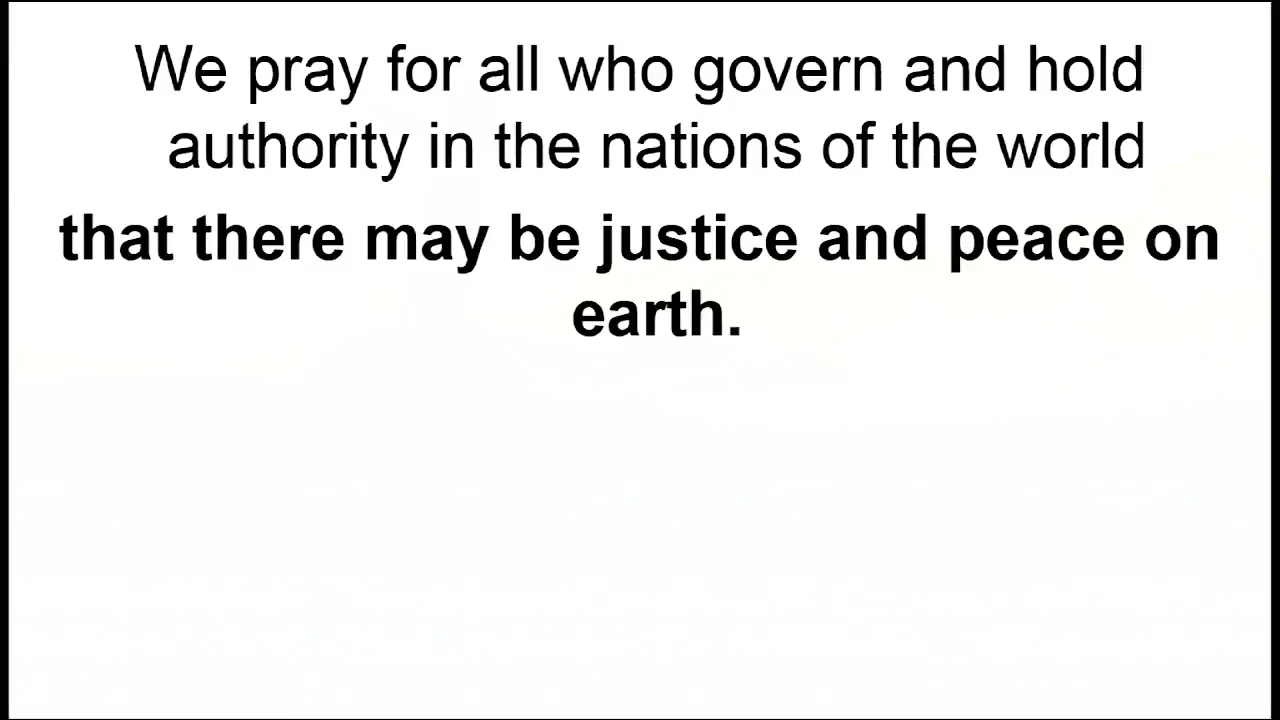 We pray for all who govern and hold
authority in the nations of the world
that there may be justice and peace on
earth.